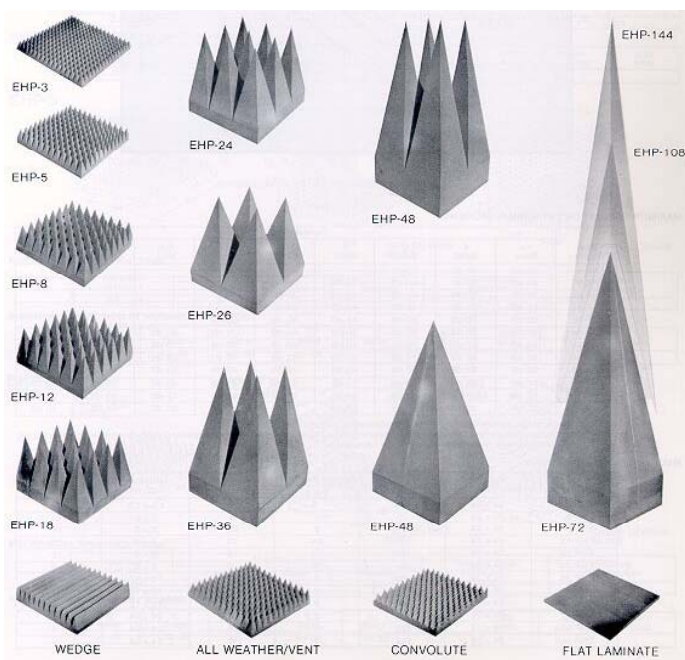 EHP-3
EHP-5
EHP-8
EHP-12
EHP-18
EHP-24
EHP-26
EHP-36
EHP-48
EHP-48
EHP-144
EHP-108
EHP-72
WEDGE
ALL WEATHER/VENT
CONVOLUTE
FLAT LAMINATE